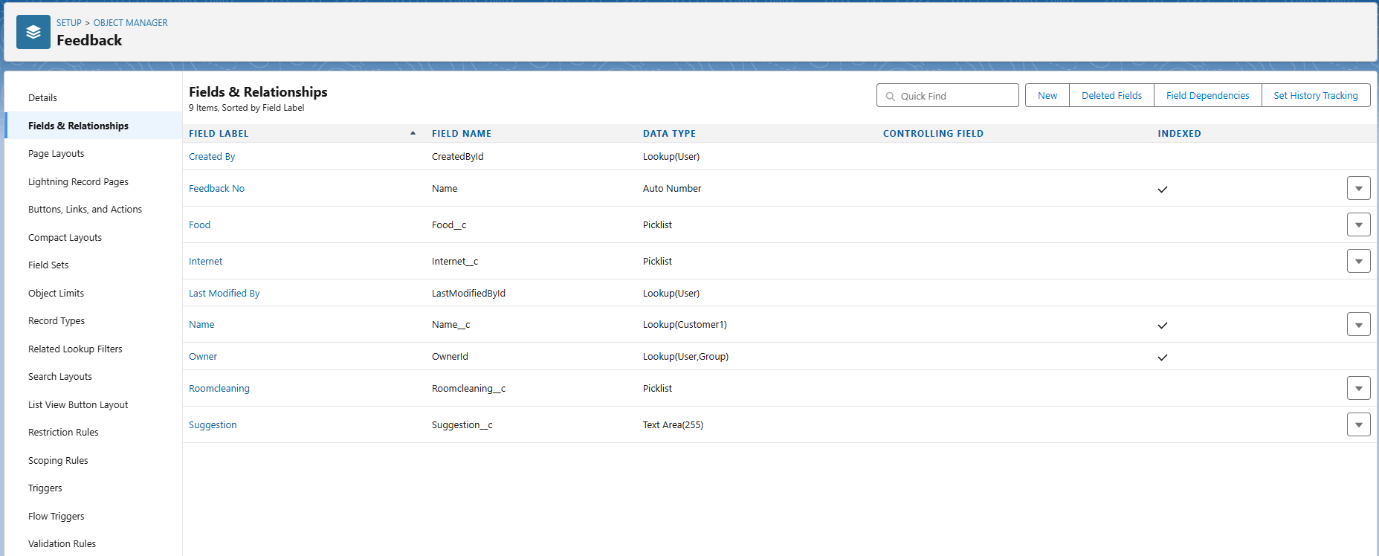 SETUP > OBJECT MANAGER
Feedback
Details
Fields & Relationships
Page Layouts
Lightning Record Pages
Buttons, Links, and Actions
Compact Layouts
Field Sets
Object Limits
Record Types
Related Lookup Filters
Search Layouts
List View Button Layout
Restriction Rules
Scoping Rules
Triggers
Flow Triggers
Validation Rules
Fields & Relationships
9 Items, Sorted by Field Label
Quick Find
New Deleted Fields Field Dependencies Set History Tracking
FIELD LABEL FIELD NAME DATA TYPE CONTROLLING FIELD INDEXED
Created By CreatedById Lookup(User)
Feedback No Name Auto Number
Food Food__c Picklist
Internet Internet__c Picklist
Last Modified By LastModifiedById Lookup(User)
Name Name__c Lookup(Customer1)
Owner OwnerId Lookup(User,Group)
Roomcleaning Roomcleaning__c Picklist
Suggestion Suggestion__c Text Area(255)